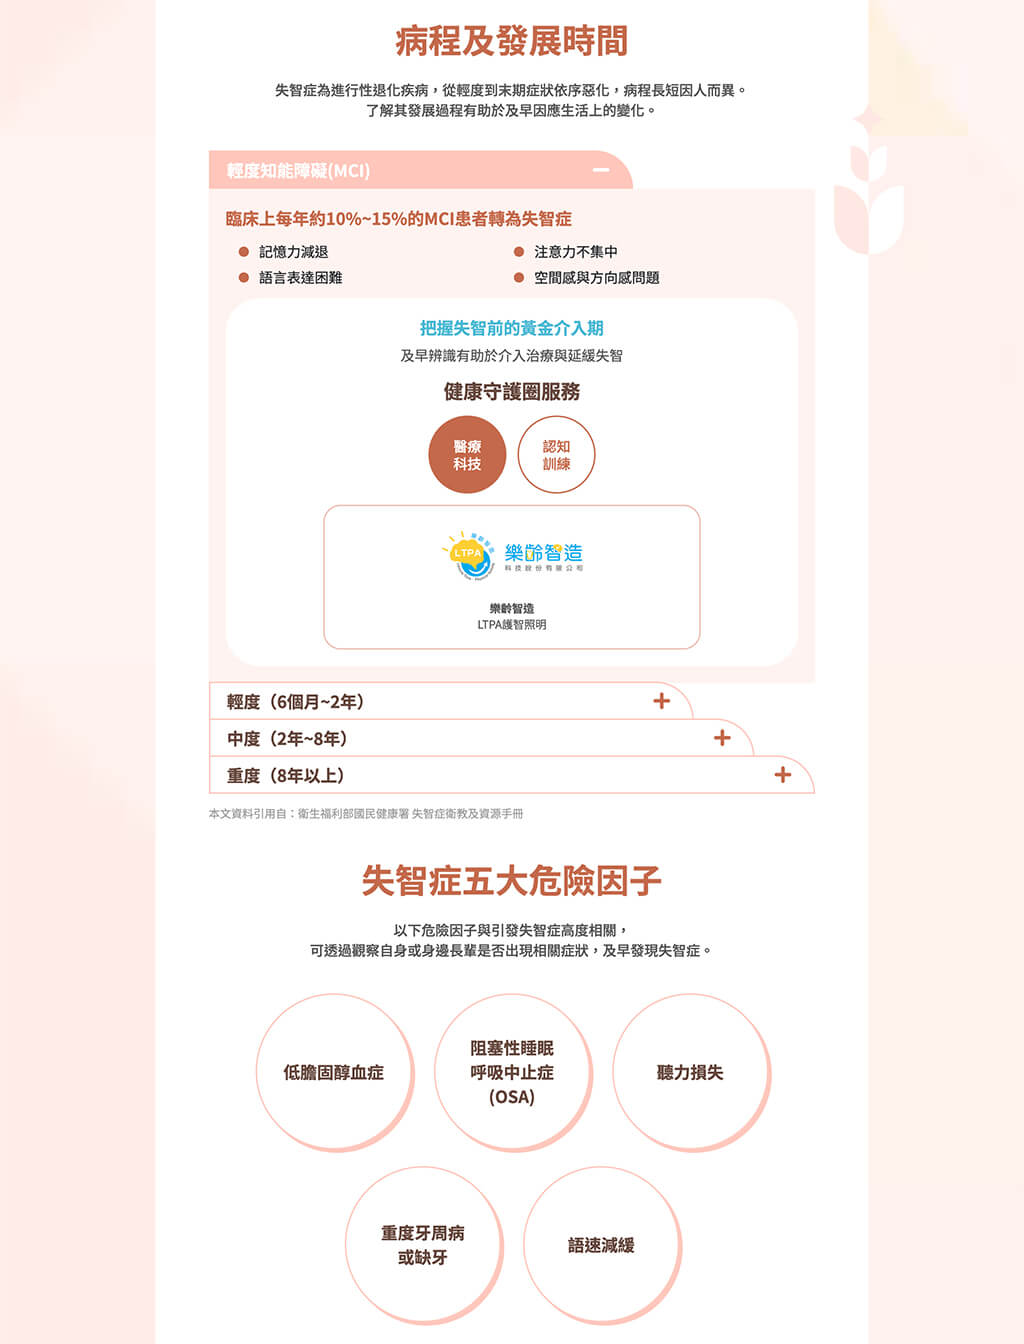 病程及發展時間
失智症為進行性退化疾病，從輕度到末期症狀依序惡化，病程長短因人而異。
了解其發展過程有助於及早因應生活上的變化。
輕度知能障礙(MCI)
臨床上每年約10%~15%的MCI患者轉為失智症
記憶力減退
注意力不集中
語言表達困難
空間感與方向感問題
把握失智前的黃金介入期
及早辨識有助於介入治療與延緩失智
健康守護圈服務
醫療
科技
認知
訓練
LTPA
樂齡智造
科技股份有限公司
樂齡智造
LTPA護智照明
輕度（6個月~2年）
中度（2年~8年）
重度（8年以上）
本文資料引用自：衛生福利部國民健康署 失智症衛教及資源手冊
失智症五大危險因子
以下危險因子與引發失智症高度相關，
可透過觀察自身或身邊長輩是否出現相關症狀，及早發現失智症。
低膽固醇血症
阻塞性睡眠
呼吸中止症
(OSA)
聽力損失
重度牙周病
或缺牙
語速減緩